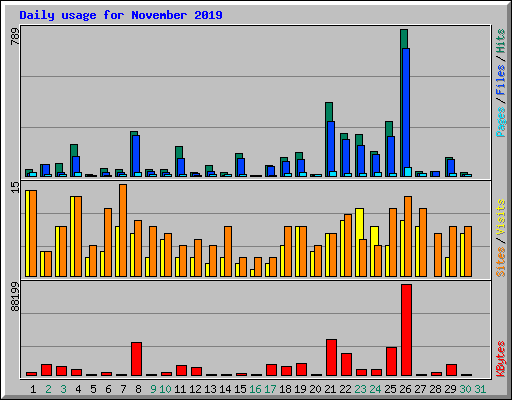 Daily usage for November 2019
789
Pages / Files / Hits
15
Sites / Visits
88199
KBytes
1 2 3 4 5 6 7 8 9 10 11 12 13 14 15 16 17 18 19 20 21 22 23 24 25 26 27 28 29 30 31